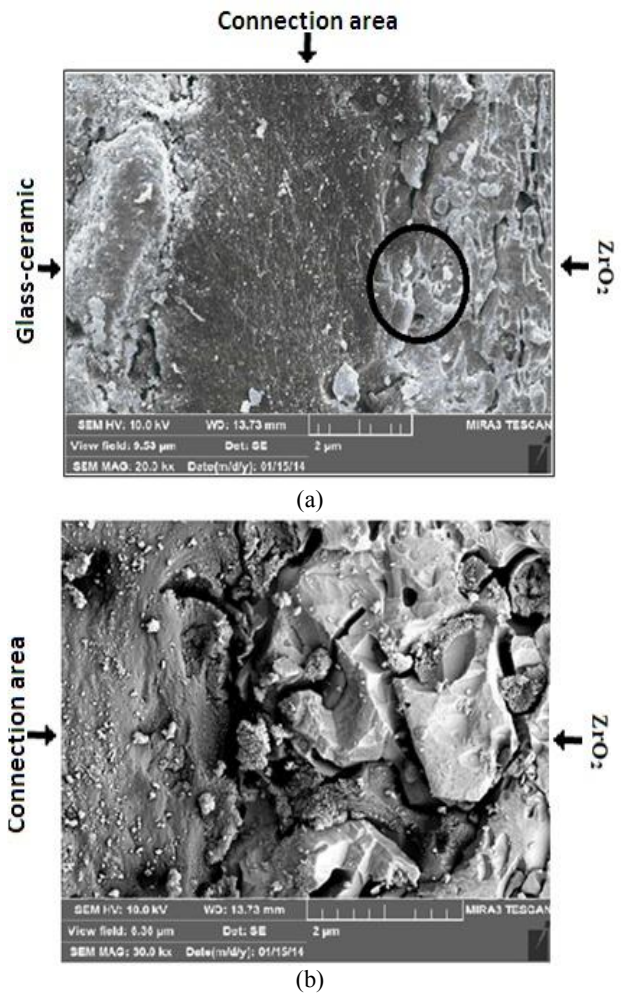 Connection area
Glass-ceramic
ZrO₂
SEM HV: 10.0 kV WD: 13.73 mm MIRA3 TESCAN
View field: 9.53 µm Det: SE 2 µm
SEM MAG: 20.0 kx Date(m/d/y): 01/15/14
(a)
Connection area
ZrO₂
SEM HV: 10.0 kV WD: 13.73 mm MIRA3 TESCAN
View field: 6.36 µm Det: SE 2 µm
SEM MAG: 30.0 kx Date(m/d/y): 01/15/14
(b)